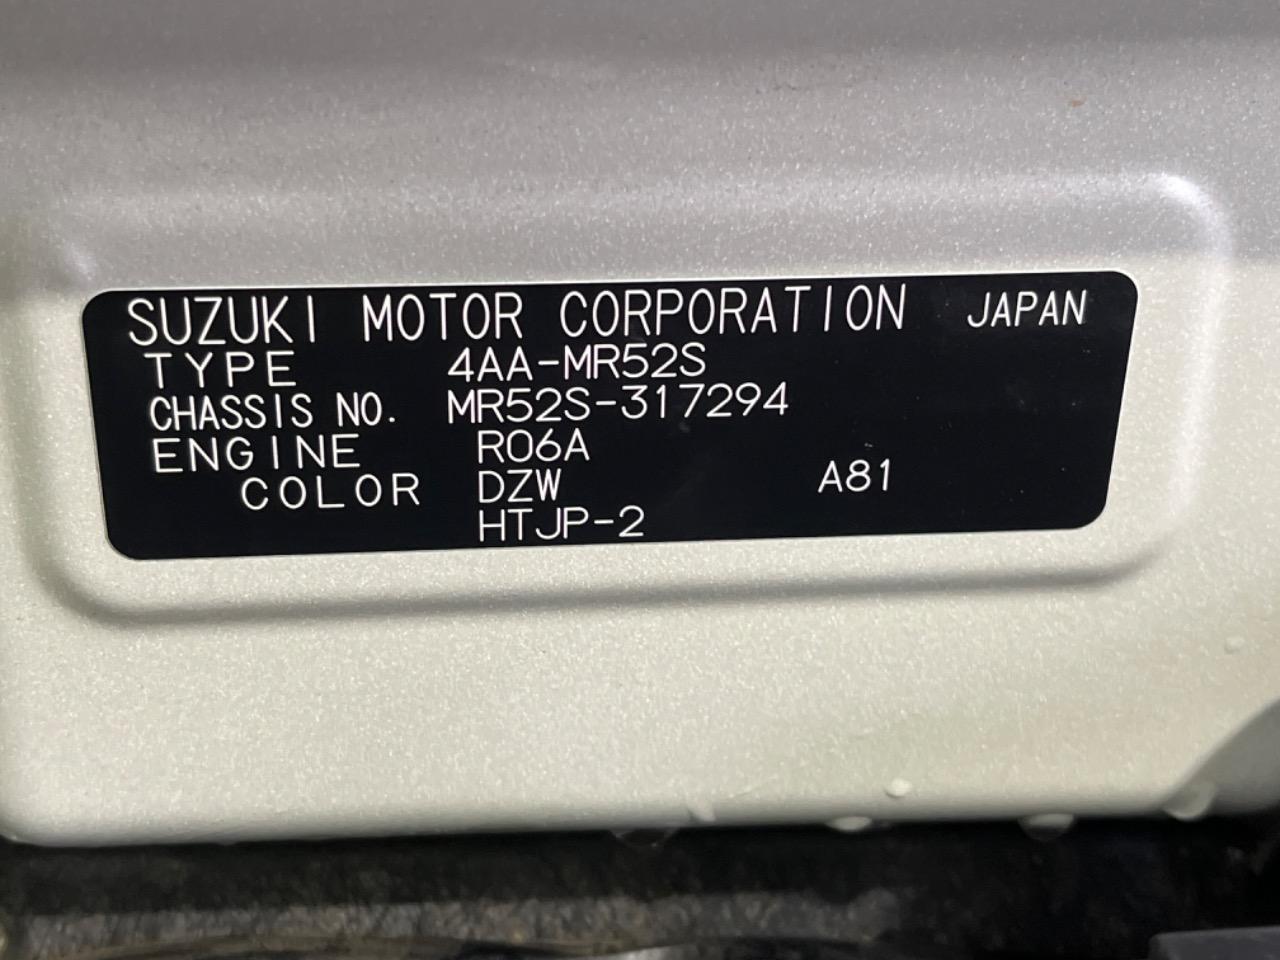 SUZUKI MOTOR CORPORATION JAPAN
TYPE 4AA-MR52S
CHASSIS NO. MR52S-317294
ENGINE R06A
COLOR DZW A81
HTJP-2